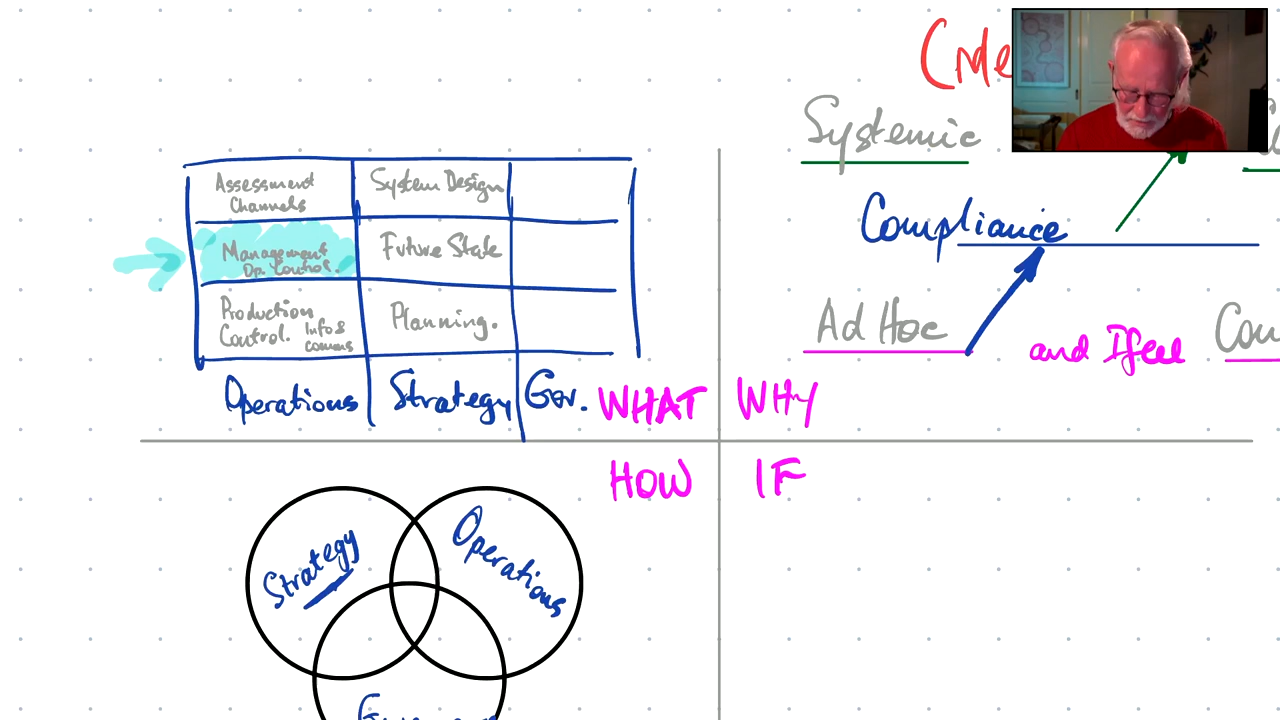 Systemic
Compliance
Ad Hoc
and I feel
Assessment
Channels
System Design
Management
Op. Control.
Future State
Production
Control. Info &
comms
Planning.
Operations
Strategy
Gov.
WHAT
WHY
HOW
IF
Strategy
Operations